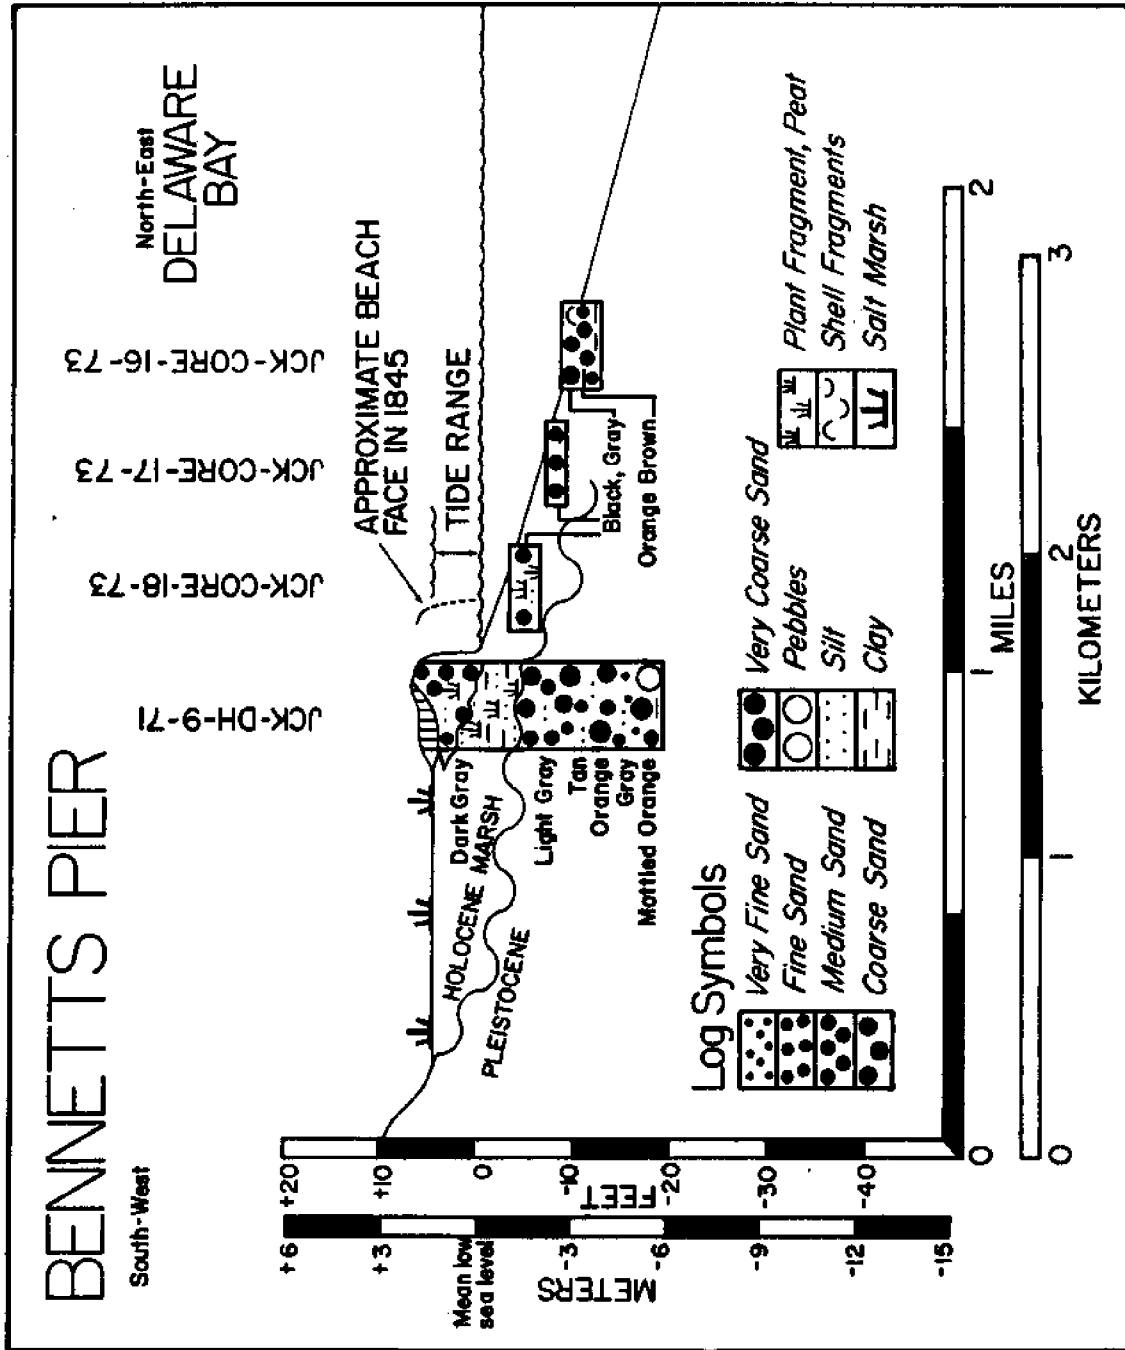 BENNETTS PIER
South-West
North-East
DELAWARE
BAY
JCK-DH-9-71
JCK-CORE-18-73
JCK-CORE-17-73
JCK-CORE-16-73
APPROXIMATE BEACH
FACE IN 1845
TIDE RANGE
Dark Gray
HOLOCENE MARSH
Light Gray
PLEISTOCENE
Tan
Orange
Gray
Mottled Orange
Black, Gray
Orange Brown
+20
+10
0
-10
-20
-30
-40
FEET
+6
+3
Mean low
sea level
-3
-6
-9
-12
-15
METERS
Log Symbols
Very Fine Sand
Fine Sand
Medium Sand
Coarse Sand
Very Coarse Sand
Pebbles
Silt
Clay
Plant Fragment, Peat
Shell Fragments
Salt Marsh
0
1
2
MILES
0
1
2
3
KILOMETERS